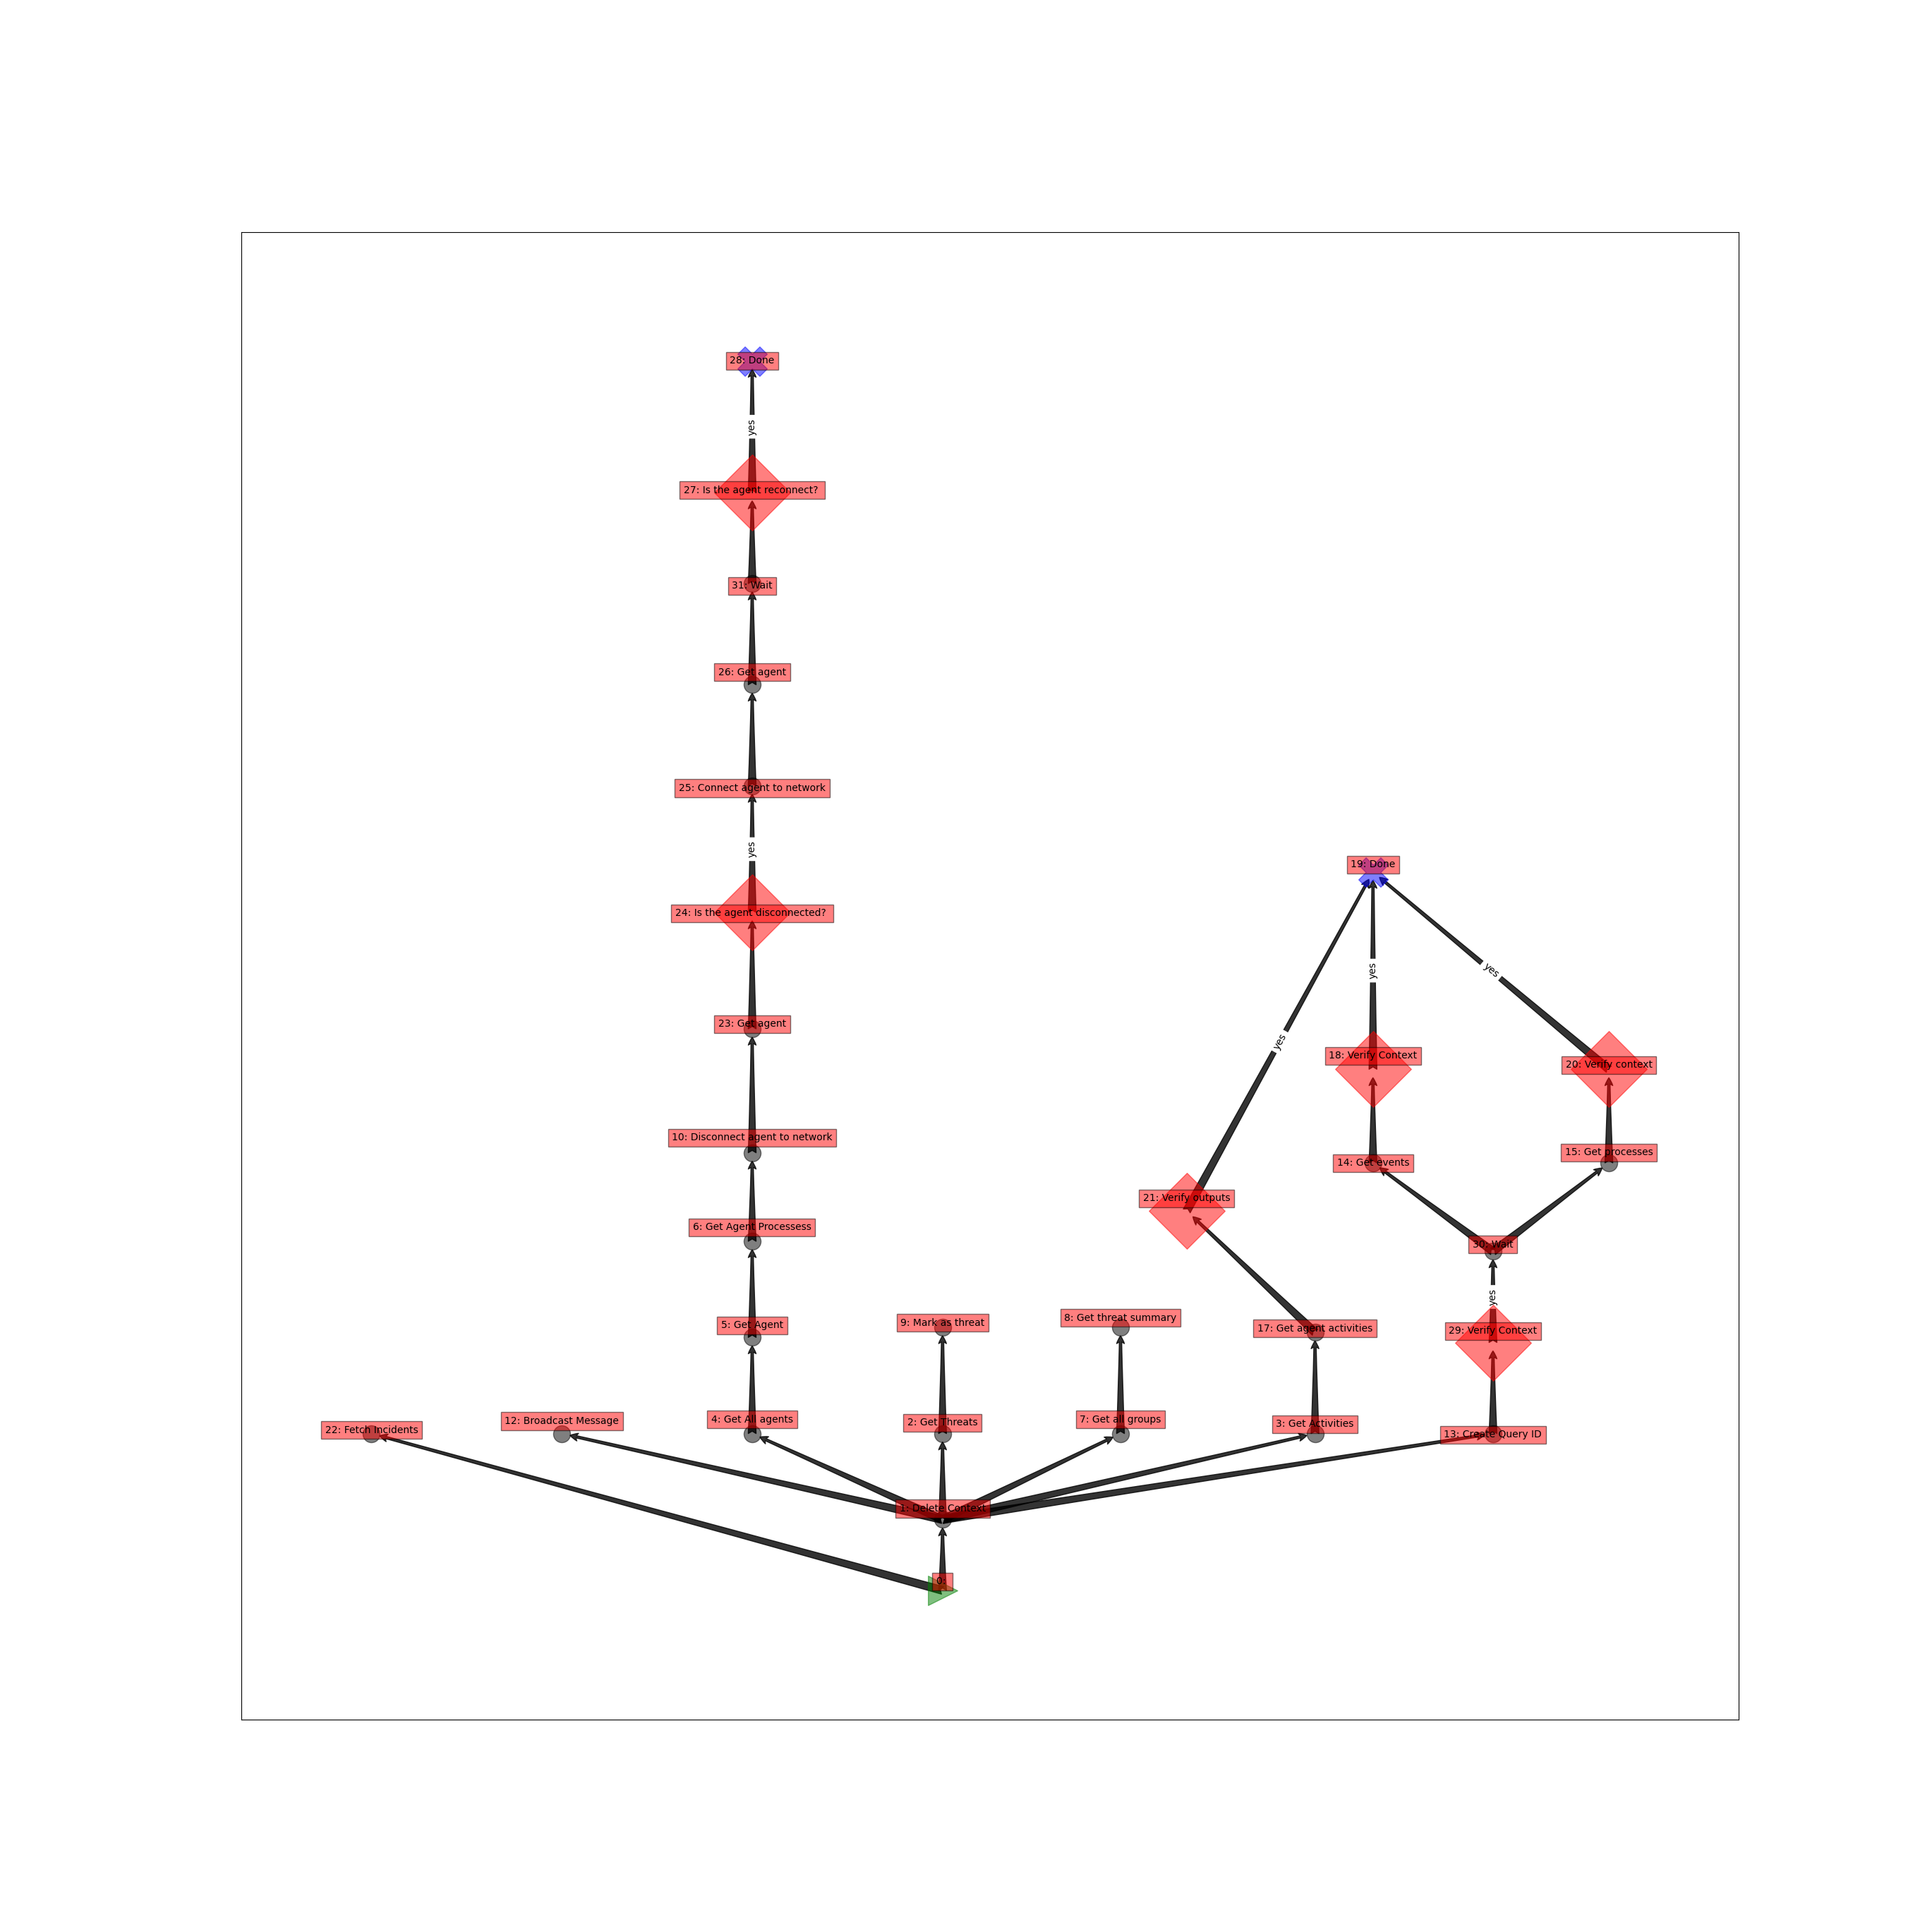 28: Done
yes
27: Is the agent reconnect?
31: Wait
26: Get agent
25: Connect agent to network
yes
19: Done
24: Is the agent disconnected?
yes
yes
23: Get agent
yes
18: Verify Context
20: Verify context
10: Disconnect agent to network
15: Get processes
14: Get events
21: Verify outputs
6: Get Agent Processess
30: Wait
yes
8: Get threat summary
9: Mark as threat
5: Get Agent
17: Get agent activities
29: Verify Context
4: Get All agents
7: Get all groups
12: Broadcast Message
2: Get Threats
3: Get Activities
22: Fetch Incidents
13: Create Query ID
1: Delete Context
0: